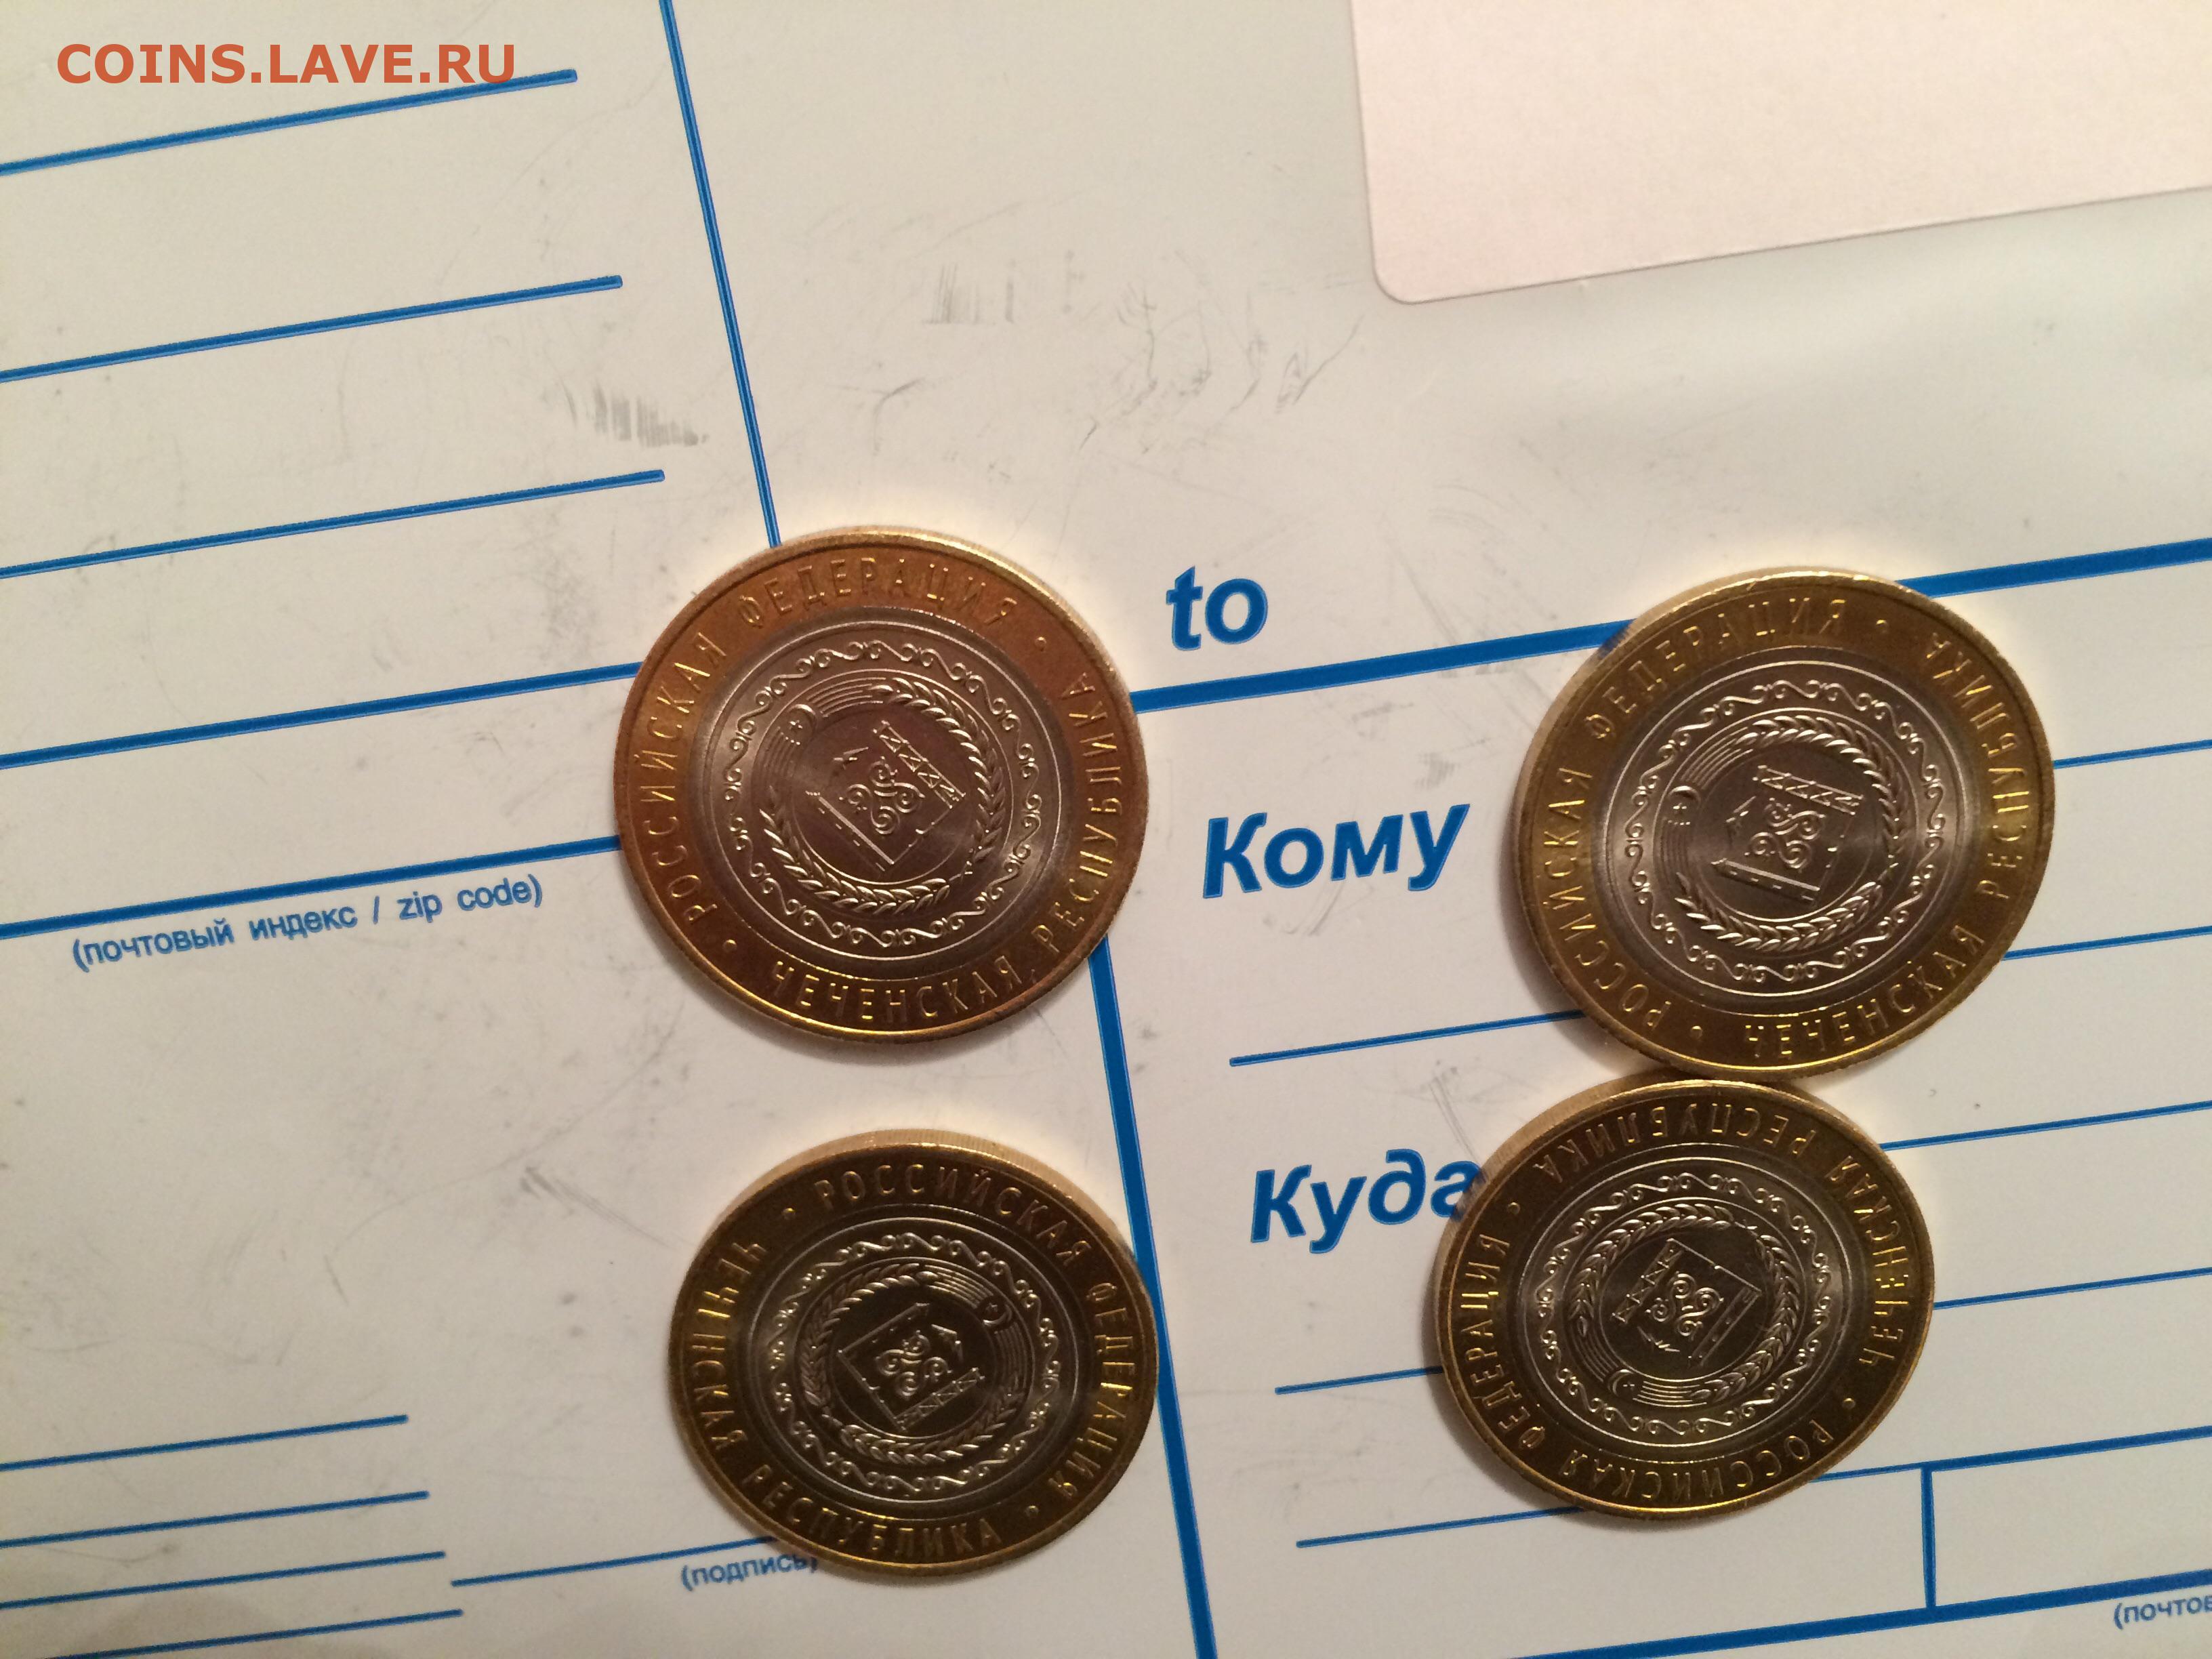 COINS.LAVE.RU
to
Кому
Куда
(почтовый индекс / zip code)
(подпись)
(почтов
РОССИЙСКАЯ ФЕДЕРАЦИЯ • ЧЕЧЕНСКАЯ РЕСПУБЛИКА •
РОССИЙСКАЯ ФЕДЕРАЦИЯ • ЧЕЧЕНСКАЯ РЕСПУБЛИКА •
РОССИЙСКАЯ ФЕДЕРАЦИЯ • ЧЕЧЕНСКАЯ РЕСПУБЛИКА •
РОССИЙСКАЯ ФЕДЕРАЦИЯ • ЧЕЧЕНСКАЯ РЕСПУБЛИКА •